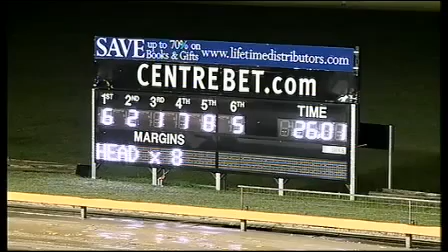 SAVE up to 70% on Books & Gifts www.lifetimedistributors.com
CENTREBET.com
1ST 2ND 3RD 4TH 5TH 6TH TIME
6 2 1 7 8 5 26.07
MARGINS
HEAD x 8